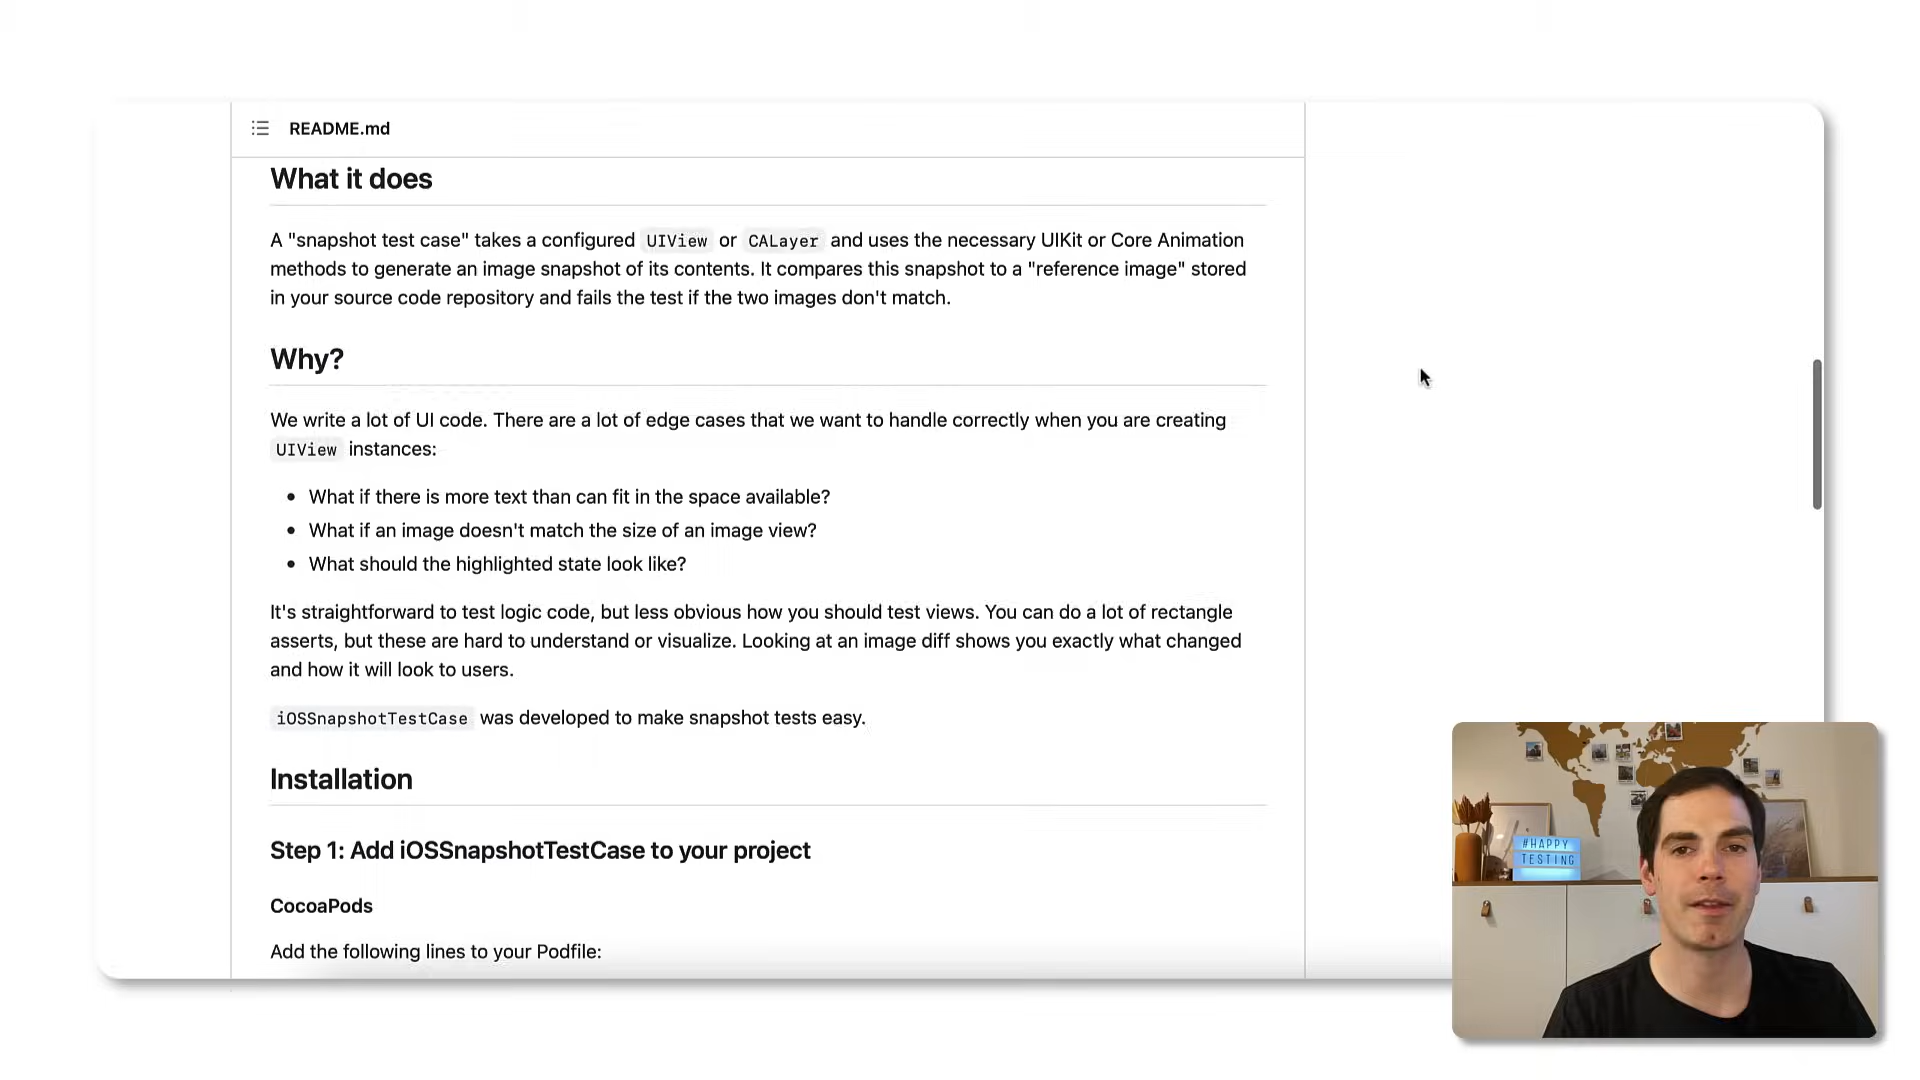 README.md
What it does
A "snapshot test case" takes a configured UIView or CALayer and uses the necessary UIKit or Core Animation
methods to generate an image snapshot of its contents. It compares this snapshot to a "reference image" stored
in your source code repository and fails the test if the two images don't match.
Why?
We write a lot of UI code. There are a lot of edge cases that we want to handle correctly when you are creating
UIView instances:
• What if there is more text than can fit in the space available?
• What if an image doesn't match the size of an image view?
• What should the highlighted state look like?
It's straightforward to test logic code, but less obvious how you should test views. You can do a lot of rectangle
asserts, but these are hard to understand or visualize. Looking at an image diff shows you exactly what changed
and how it will look to users.
iOSSnapshotTestCase was developed to make snapshot tests easy.
Installation
Step 1: Add iOSSnapshotTestCase to your project
CocoaPods
Add the following lines to your Podfile:
#HAPPY
TESTING